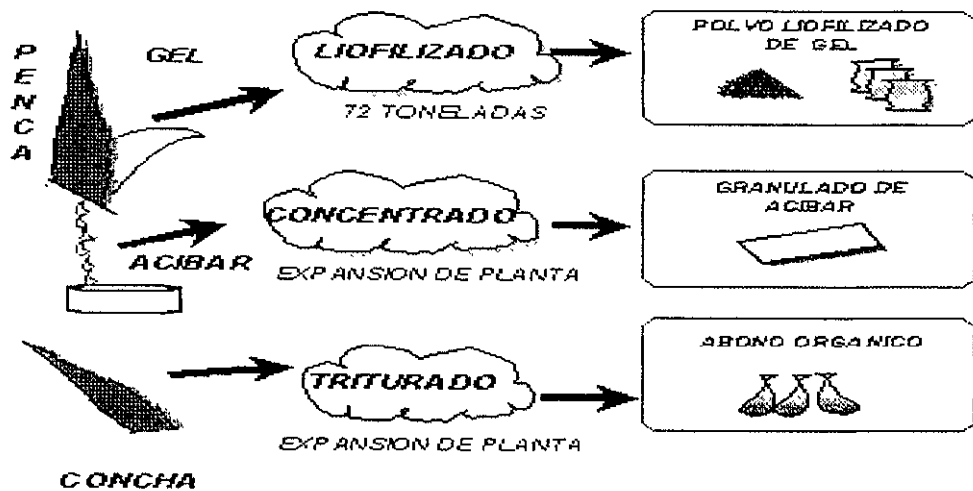 PENCA
GEL
LIOFILIZADO
72 TONELADAS
POLVO LIOFILIZADO
DE GEL
ACIBAR
CONCENTRADO
EXPANSION DE PLANTA
GRANULADO DE
ACIBAR
CONCHA
TRITURADO
EXPANSION DE PLANTA
ABONO ORGANICO